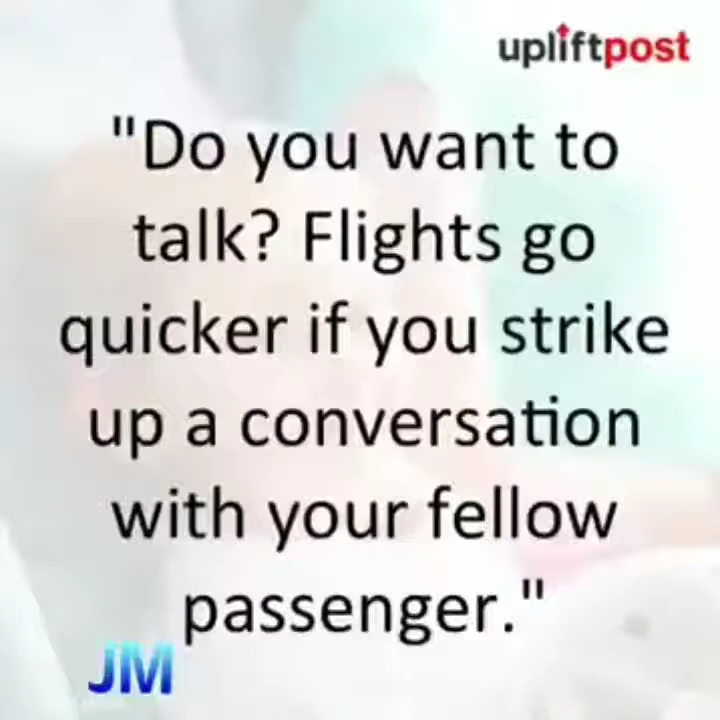 upliftpost
"Do you want to
talk? Flights go
quicker if you strike
up a conversation
with your fellow
passenger."
JM